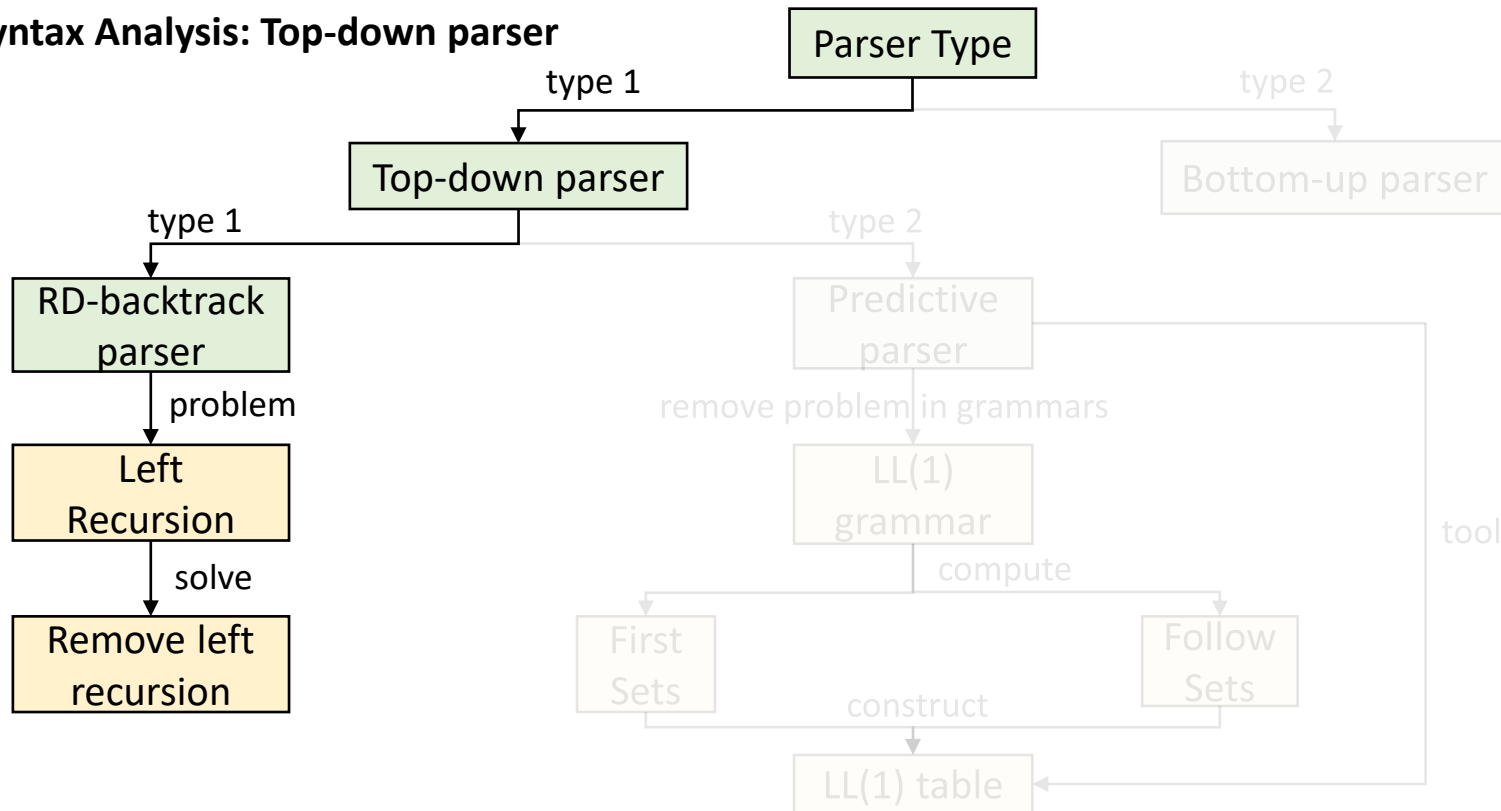 yntax Analysis: Top-down parser
Parser Type
type 1
type 2
Top-down parser
Bottom-up parser
type 1
type 2
RD-backtrack
parser
Predictive
parser
problem
remove problem in grammars
Left
Recursion
LL(1)
grammar
tool
solve
compute
Remove left
recursion
First
Sets
Follow
Sets
construct
LL(1) table